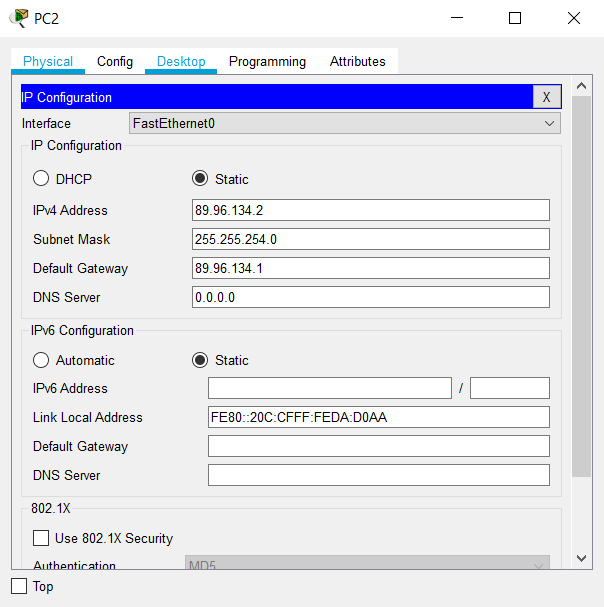 PC2
Physical Config Desktop Programming Attributes
IP Configuration X
Interface FastEthernet0
IP Configuration
DHCP Static
IPv4 Address 89.96.134.2
Subnet Mask 255.255.254.0
Default Gateway 89.96.134.1
DNS Server 0.0.0.0
IPv6 Configuration
Automatic Static
IPv6 Address /
Link Local Address FE80::20C:CFFF:FEDA:D0AA
Default Gateway
DNS Server
802.1X
Use 802.1X Security
Authentication MD5
Top